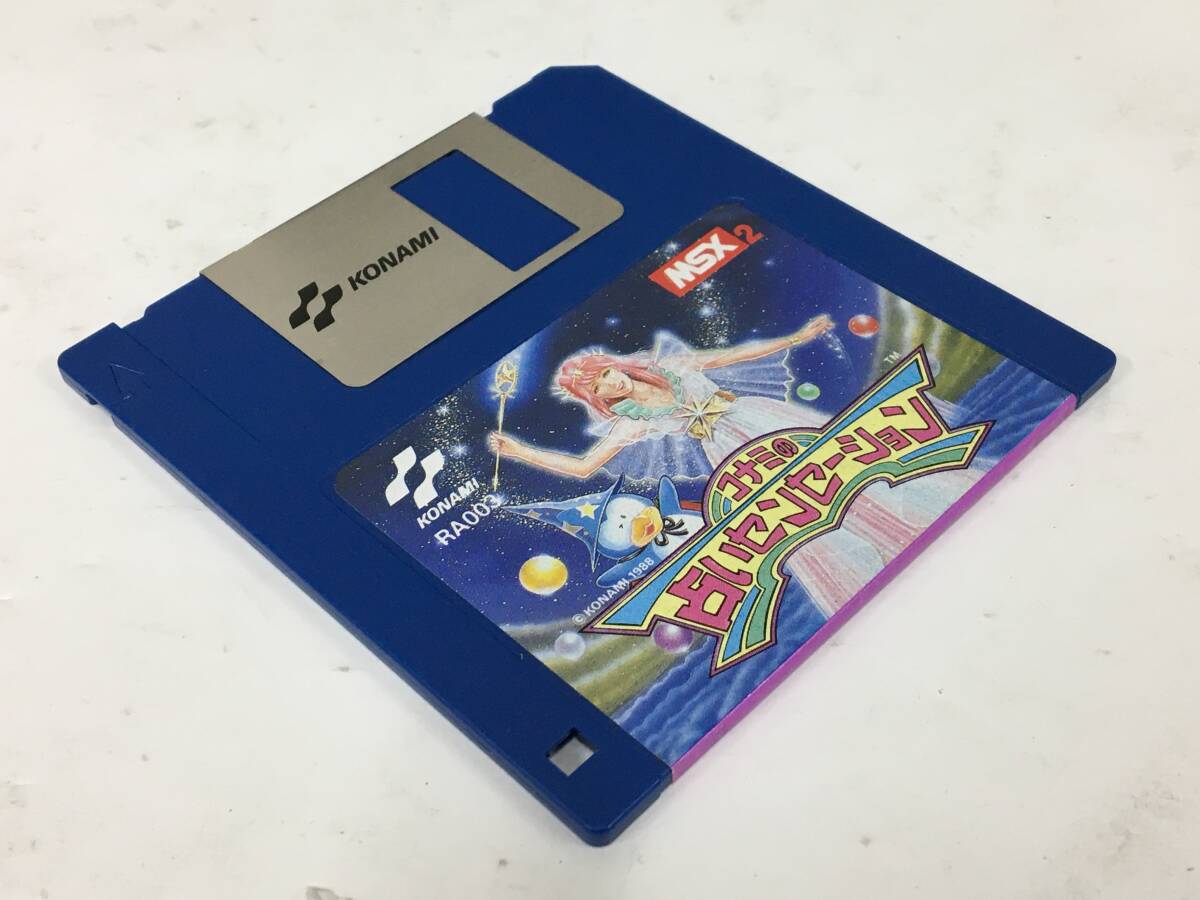 KONAMI
MSX2
KONAMI
RA003
TM
コナミの
占いセンセーション
© KONAMI 1988